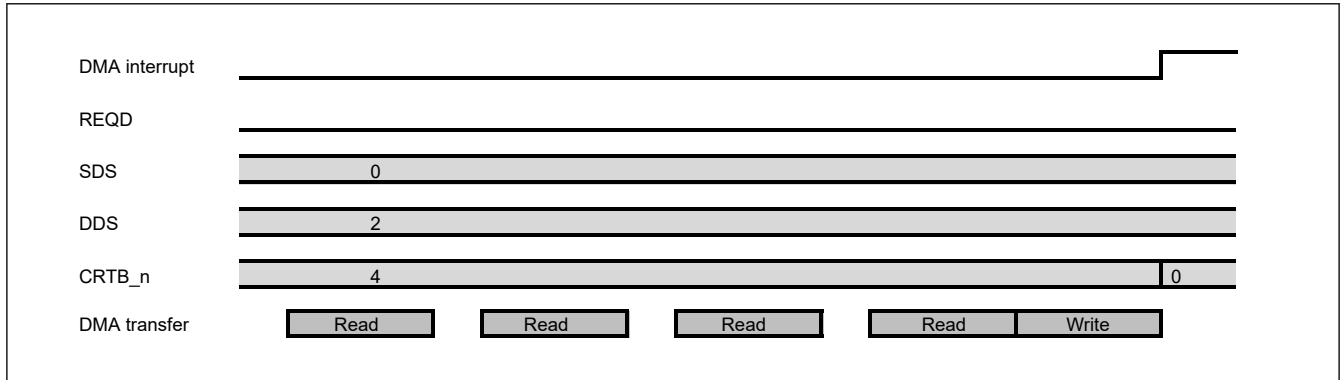 DMA interrupt
REQD
SDS 0
DDS 2
CRTB_n 4 0
DMA transfer Read Read Read Read Write